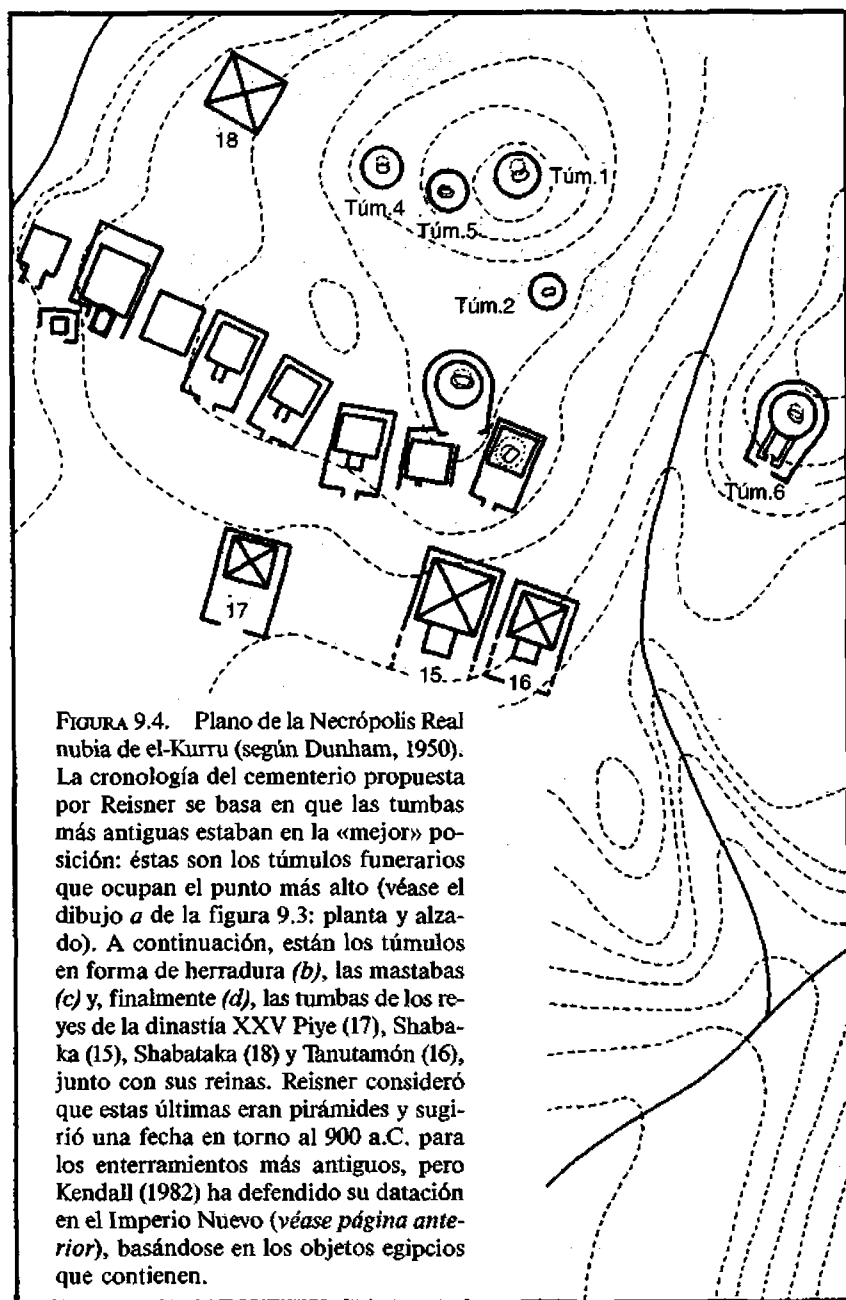 18
Túm.4
Túm.5
Túm.1
Túm.2
Túm.6
17
15
16
FIGURA 9.4. Plano de la Necrópolis Real
nubia de el-Kurru (según Dunham, 1950).
La cronología del cementerio propuesta
por Reisner se basa en que las tumbas
más antiguas estaban en la «mejor» po-
sición: éstas son los túmulos funerarios
que ocupan el punto más alto (véase el
dibujo a de la figura 9.3: planta y alza-
do). A continuación, están los túmulos
en forma de herradura (b), las mastabas
(c) y, finalmente (d), las tumbas de los re-
yes de la dinastía XXV Piye (17), Shaba-
ka (15), Shabataka (18) y Tanutamón (16),
junto con sus reinas. Reisner consideró
que estas últimas eran pirámides y sugi-
rió una fecha en torno al 900 a.C. para
los enterramientos más antiguos, pero
Kendall (1982) ha defendido su datación
en el Imperio Nuevo (véase página ante-
rior), basándose en los objetos egipcios
que contienen.